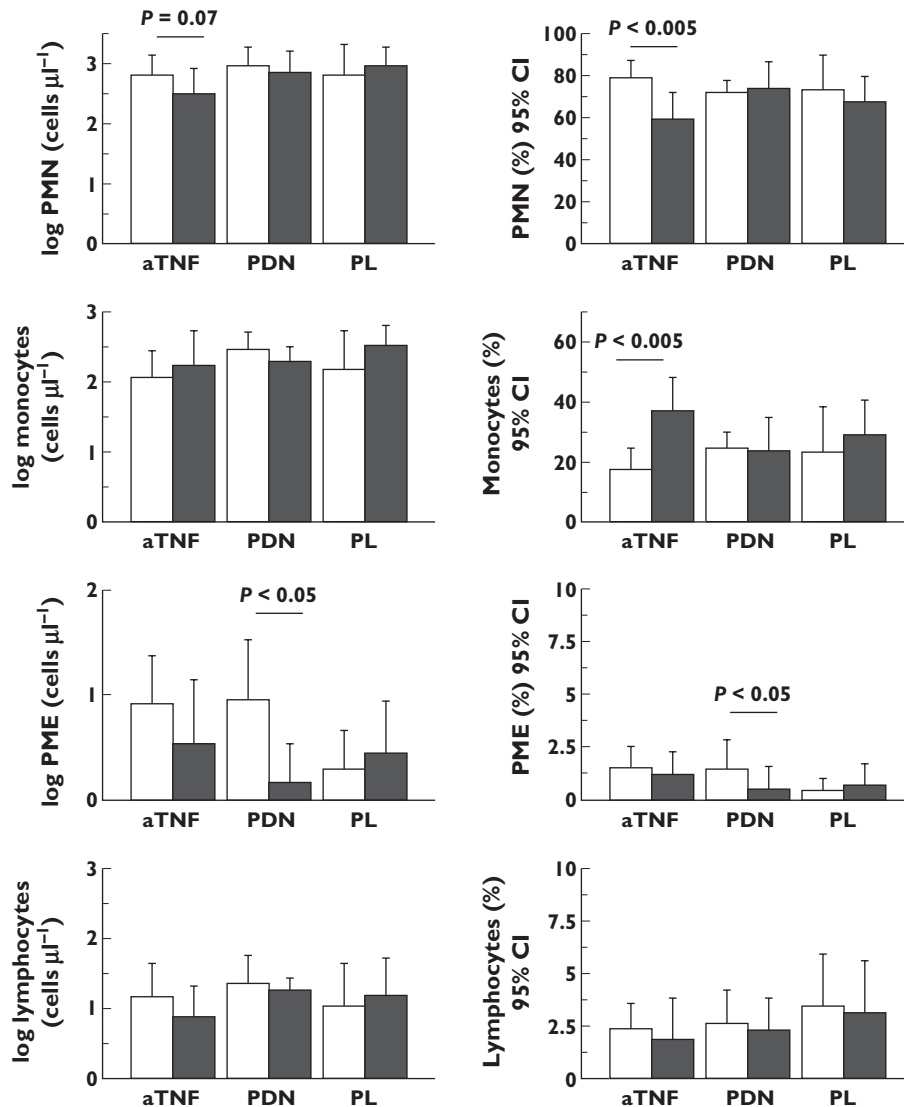 P = 0.07
log PMN (cells µl⁻¹)
3
2
1
0
aTNF PDN PL
P < 0.005
PMN (%) 95% CI
100
80
60
40
20
0
aTNF PDN PL
log monocytes
(cells µl⁻¹)
3
2
1
0
aTNF PDN PL
P < 0.005
Monocytes (%)
95% CI
60
40
20
0
aTNF PDN PL
P < 0.05
log PME (cells µl⁻¹)
2
1
0
aTNF PDN PL
P < 0.05
PME (%) 95% CI
10
7.5
5
2.5
0
aTNF PDN PL
log lymphocytes
(cells µl⁻¹)
3
2
1
0
aTNF PDN PL
Lymphocytes (%)
95% CI
10
7.5
5
2.5
0
aTNF PDN PL